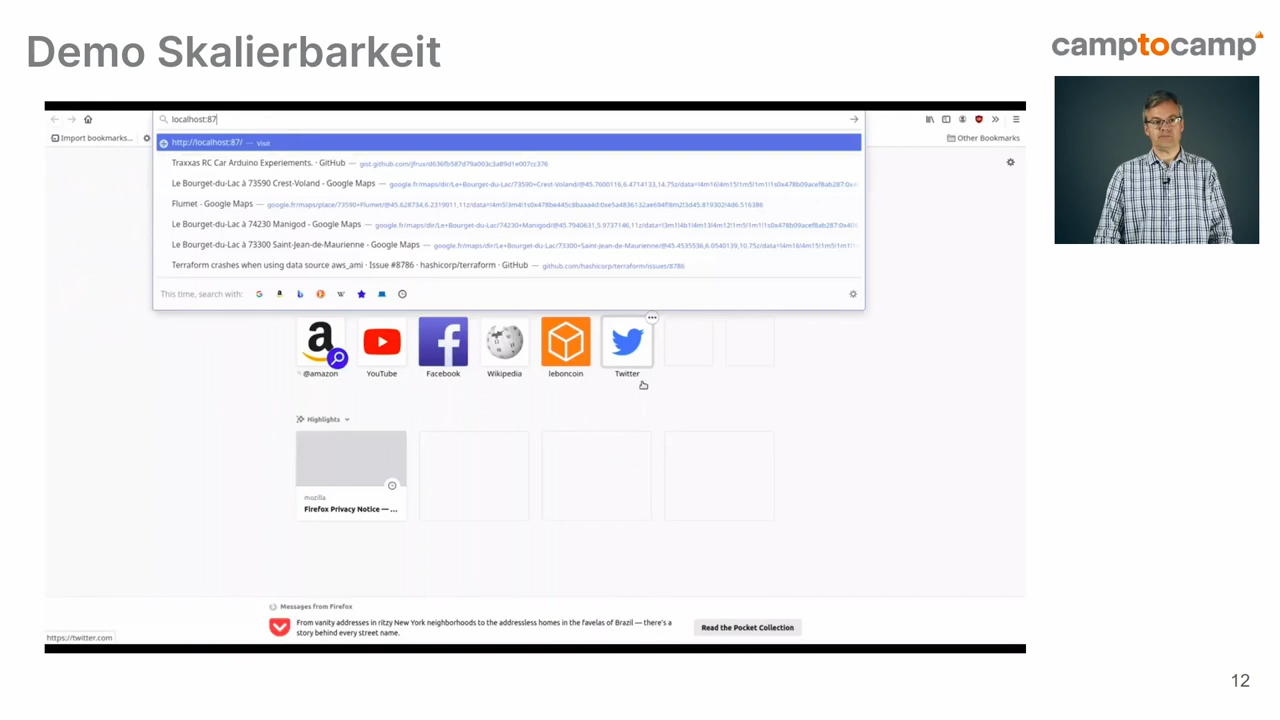 Demo Skalierbarkeit
camptocamp
localhost:87
Import bookmarks...
http://localhost:87/ — Visit
Other Bookmarks
Traxxas RC Car Arduino Experiements. · GitHub — gist.github.com/jfrux/d636fb587d79a003c3a89d1e007cc376
Le Bourget-du-Lac à 73590 Crest-Voland - Google Maps —
Flumet - Google Maps —
Le Bourget-du-Lac à 74230 Manigod - Google Maps —
Le Bourget-du-Lac à 73300 Saint-Jean-de-Maurienne - Google Maps —
Terraform crashes when using data source aws_ami · Issue #8786 · hashicorp/terraform · GitHub — github.com/hashicorp/terraform/issues/8786
This time, search with:
@amazon
YouTube
Facebook
Wikipedia
leboncoin
Twitter
Highlights
mozilla
Firefox Privacy Notice — ...
Messages from Firefox
From vanity addresses in ritzy New York neighborhoods to the addressless homes in the favelas of Brazil — there's a
story behind every street name.
Read the Pocket Collection
https://twitter.com
12